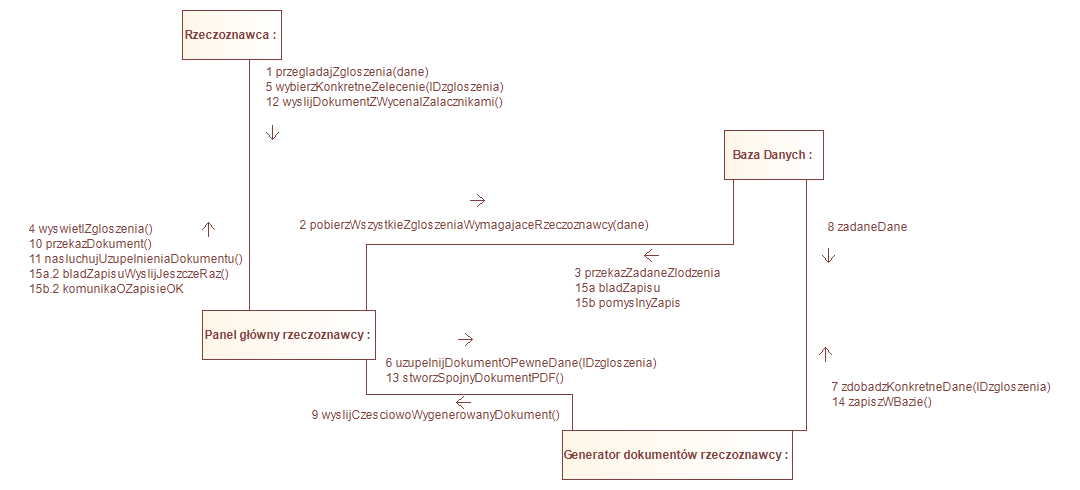 Rzeczoznawca :
1 przegladajZgloszenia(dane)
5 wybierzKonkretneZelecenie(IDzgloszenia)
12 wyslijDokumentZWycenaIZalacznikami()
Baza Danych :
2 pobierzWszystkieZgloszeniaWymagajaceRzeczoznawcy(dane)
8 zadaneDane
4 wyswietlZgloszenia()
10 przekazDokument()
11 nasluchujUzupelnieniaDokumentu()
15a.2 bladZapisuWyslijJeszczeRaz()
15b.2 komunikaOZapisieOK
3 przekazZadaneZlodzenia
15a bladZapisu
15b pomyslnyZapis
Panel główny rzeczoznawcy :
6 uzupelnijDokumentOPewneDane(IDzgloszenia)
13 stworzSpojnyDokumentPDF()
7 zdobadzKonkretneDane(IDzgloszenia)
14 zapiszWBazie()
9 wyslijCzesciowoWygenerowanyDokument()
Generator dokumentów rzeczoznawcy :